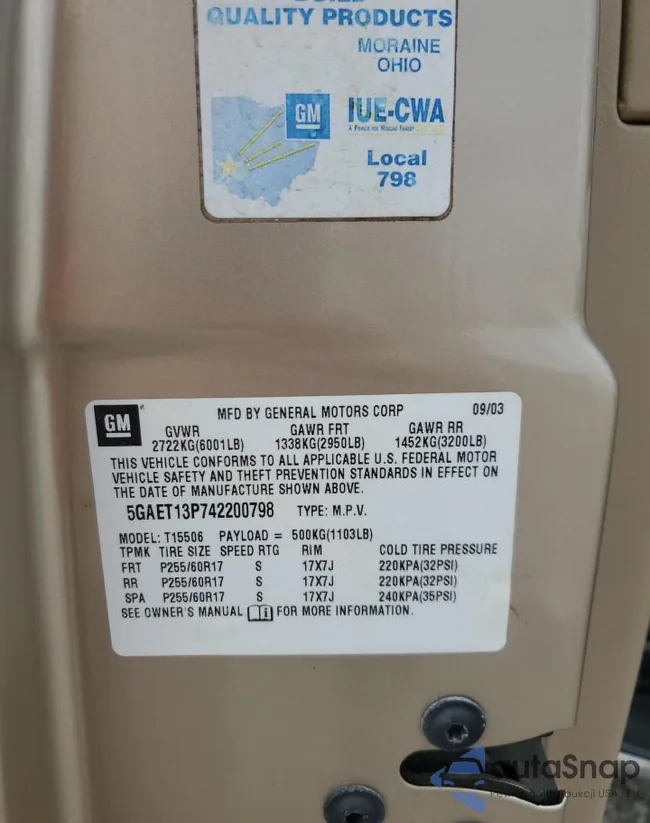 QUALITY PRODUCTS
MORAINE
OHIO
GM
IUE-CWA
Local
798
GM
MFD BY GENERAL MOTORS CORP 09/03
GVWR GAWR FRT GAWR RR
2722KG(6001LB) 1338KG(2950LB) 1452KG(3200LB)
THIS VEHICLE CONFORMS TO ALL APPLICABLE U.S. FEDERAL MOTOR
VEHICLE SAFETY AND THEFT PREVENTION STANDARDS IN EFFECT ON
THE DATE OF MANUFACTURE SHOWN ABOVE.
5GAET13P742200798 TYPE: M.P.V.
MODEL: T15506 PAYLOAD = 500KG(1103LB)
TPMK TIRE SIZE SPEED RTG RIM COLD TIRE PRESSURE
FRT P255/60R17 S 17X7J 220KPA(32PSI)
RR P255/60R17 S 17X7J 220KPA(32PSI)
SPA P255/60R17 S 17X7J 240KPA(35PSI)
SEE OWNER'S MANUAL FOR MORE INFORMATION.
autaSnap